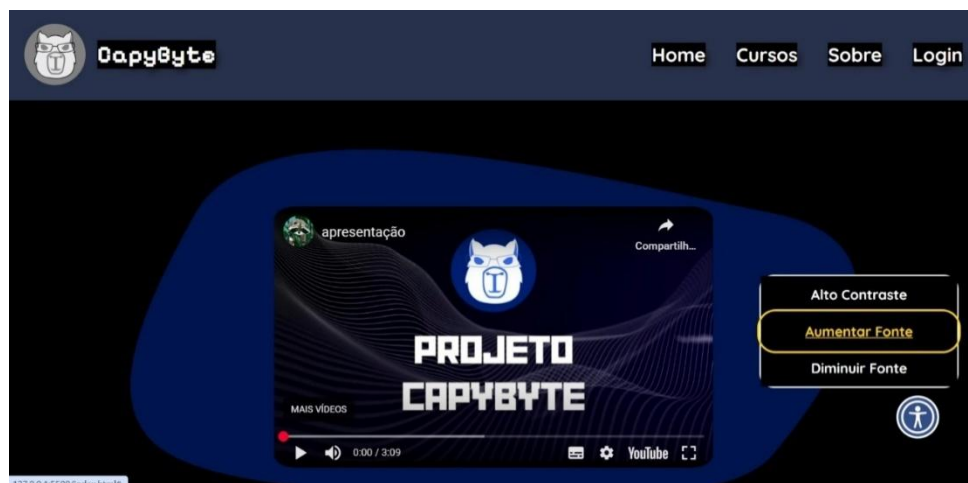 CapyByte
Home Cursos Sobre Login
apresentação
Compartilh...
PROJETO
CAPYBYTE
MAIS VÍDEOS
0:00 / 3:09
YouTube
Alto Contraste
Aumentar Fonte
Diminuir Fonte